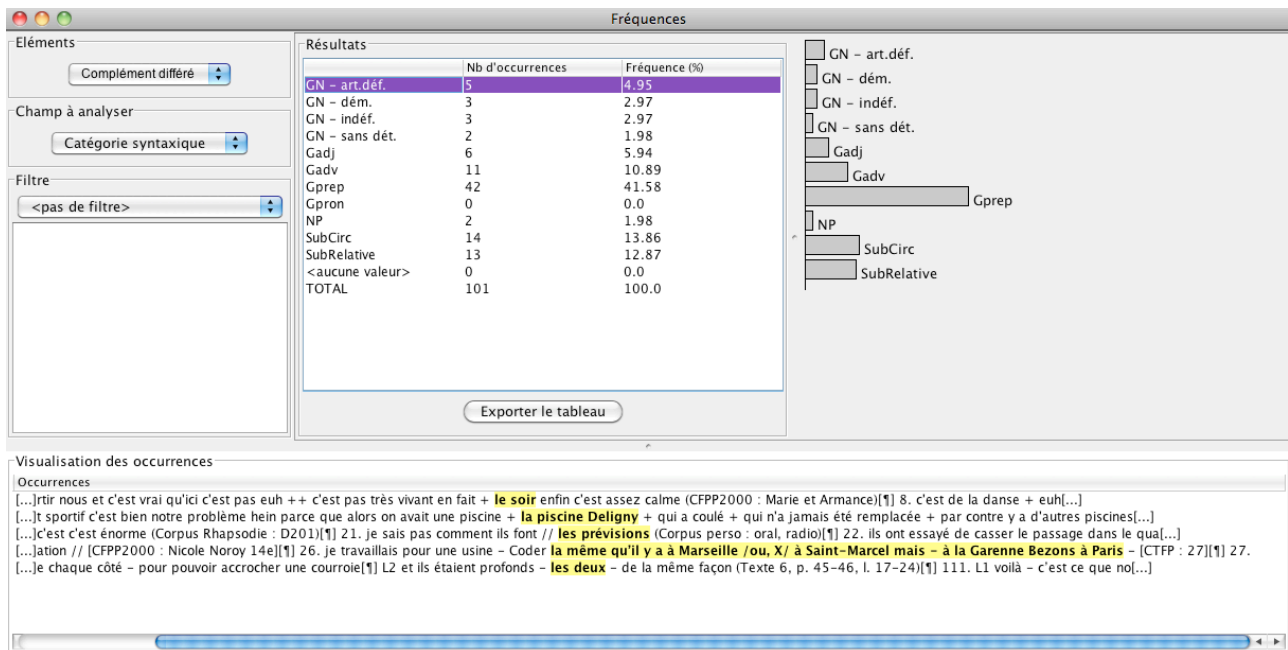 Fréquences
Eléments
Complément différé
Champ à analyser
Catégorie syntaxique
Filtre
<pas de filtre>
Résultats
Nb d'occurrences Fréquence (%)
GN – art.déf. 5 4.95
GN – dém. 3 2.97
GN – indéf. 3 2.97
GN – sans dét. 2 1.98
Gadj 6 5.94
Gadv 11 10.89
Gprep 42 41.58
Gpron 0 0.0
NP 2 1.98
SubCirc 14 13.86
SubRelative 13 12.87
<aucune valeur> 0 0.0
TOTAL 101 100.0
Exporter le tableau
GN – art.déf.
GN – dém.
GN – indéf.
GN – sans dét.
Gadj
Gadv
Gprep
NP
SubCirc
SubRelative
Visualisation des occurrences
Occurrences
[...]rtir nous et c'est vrai qu'ici c'est pas euh ++ c'est pas très vivant en fait + le soir enfin c'est assez calme (CFPP2000 : Marie et Armance)[¶] 8. c'est de la danse + euh[...]
[...]t sportif c'est bien notre problème hein parce que alors on avait une piscine + la piscine Deligny + qui a coulé + qui n'a jamais été remplacée + par contre y a d'autres piscines[...]
[...]c'est c'est énorme (Corpus Rhapsodie : D201)[¶] 21. je sais pas comment ils font // les prévisions (Corpus perso : oral, radio)[¶] 22. ils ont essayé de casser le passage dans le qua[...]
[...]ation // [CFPP2000 : Nicole Noroy 14e][¶] 26. je travaillais pour une usine – Coder la même qu'il y a à Marseille /ou, X/ à Saint-Marcel mais – à la Garenne Bezons à Paris – [CTFP : 27][¶] 27.
[...]e chaque côté – pour pouvoir accrocher une courroie[¶] L2 et ils étaient profonds – les deux – de la même façon (Texte 6, p. 45-46, l. 17-24)[¶] 111. L1 voilà – c'est ce que no[...]